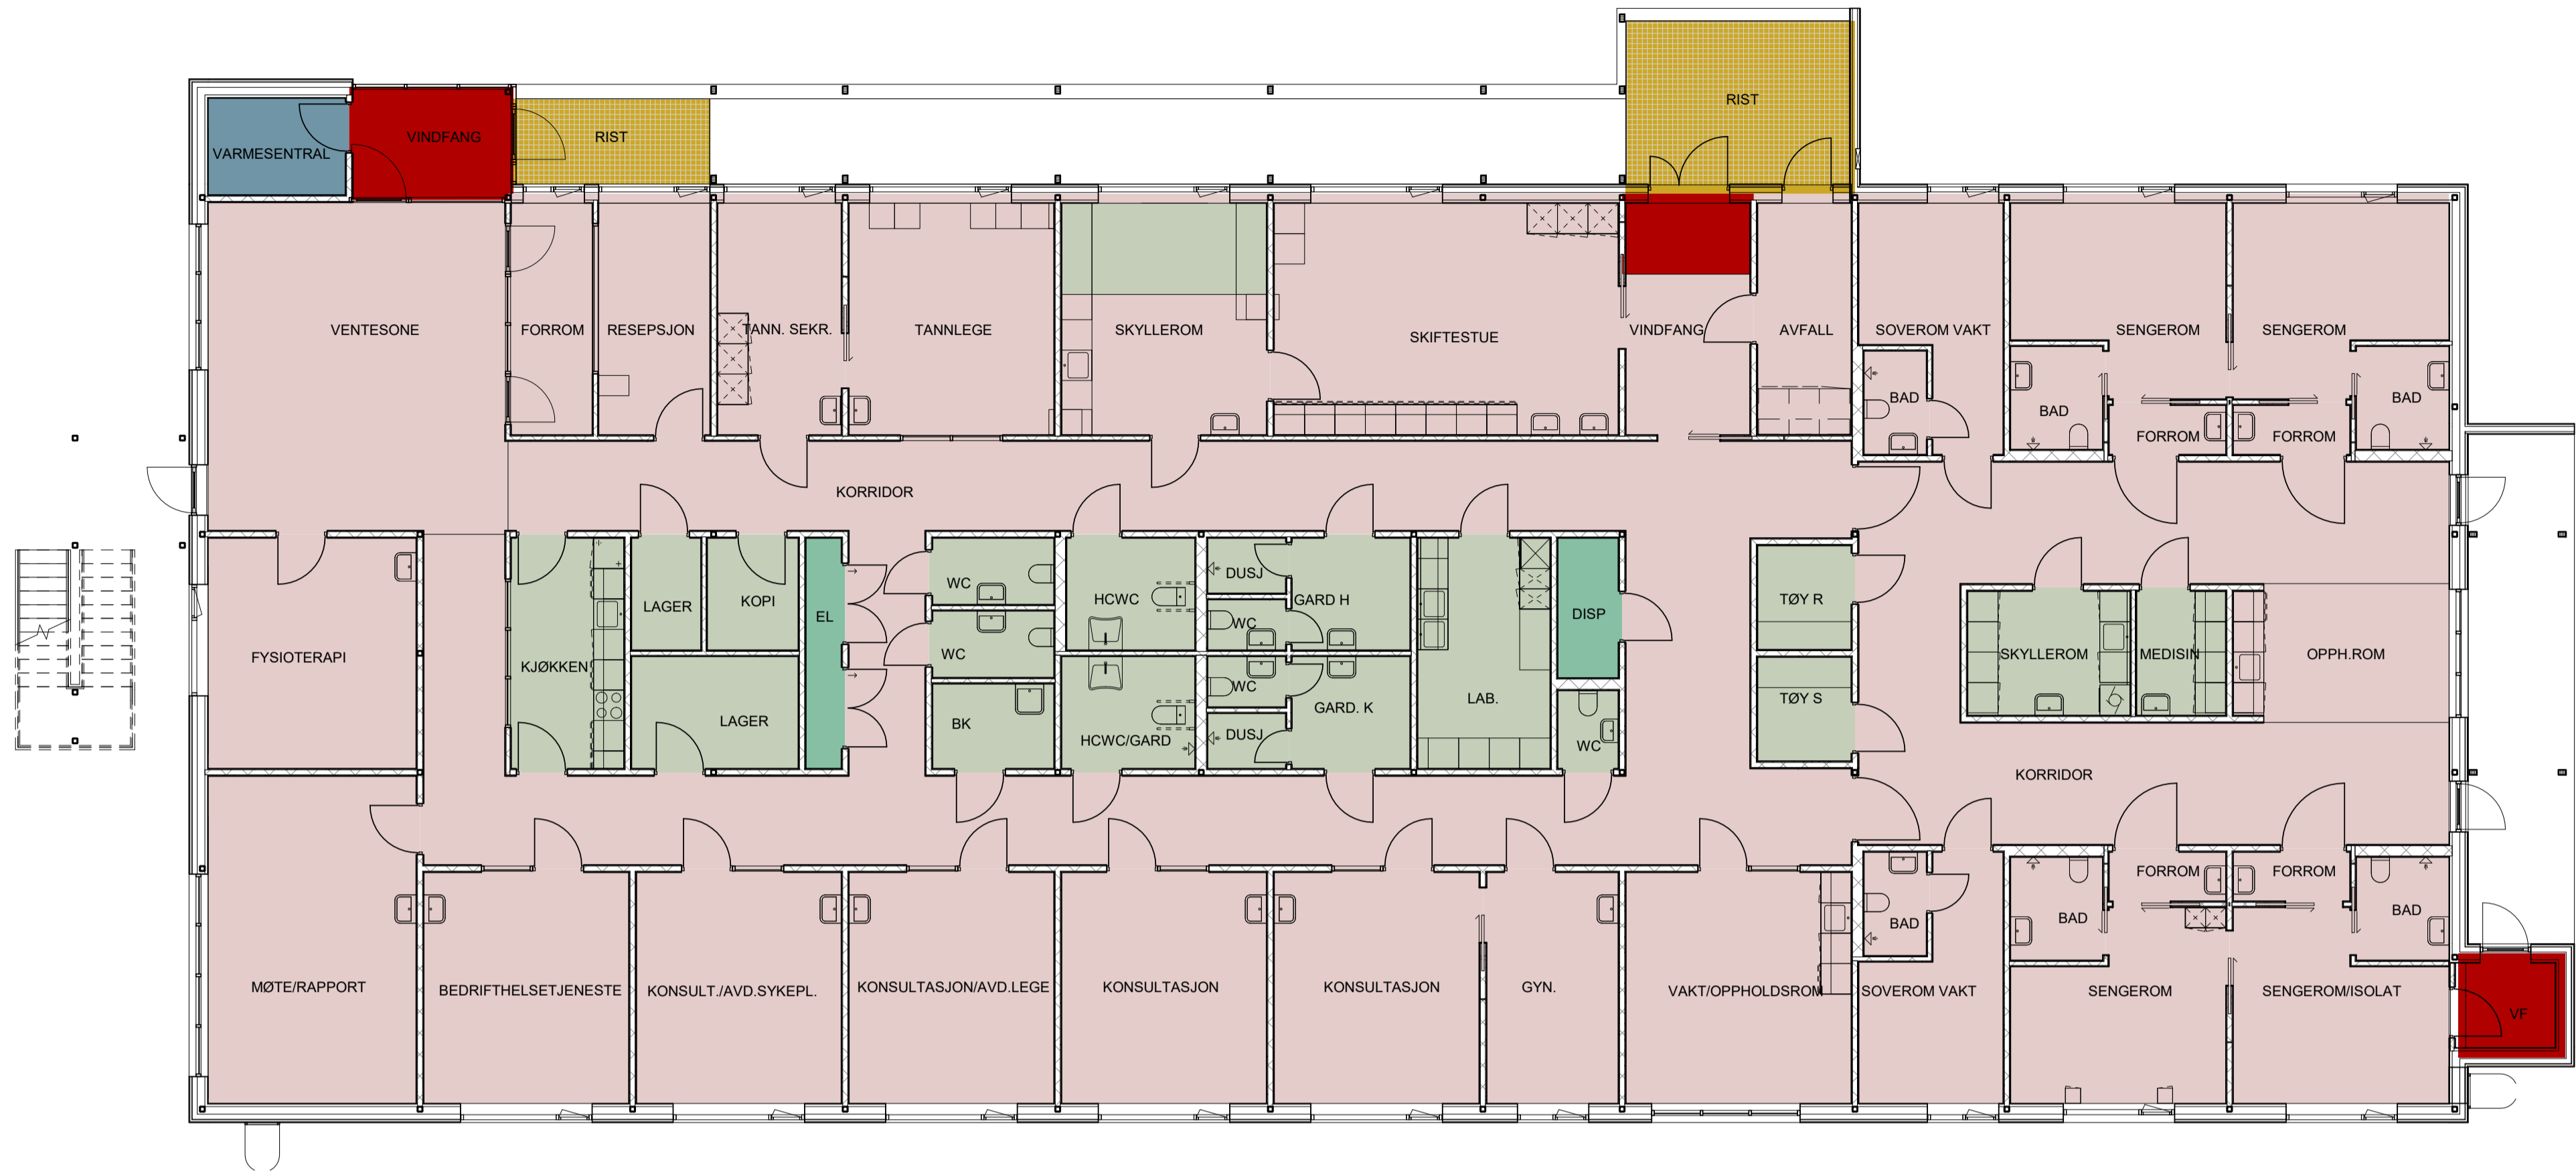 RIST
VINDFANG
RIST
VARMESENTRAL
VENTESONE
FORROM
RESEPSJON
TANN. SEKR.
TANNLEGE
SKYLLEROM
SKIFTESTUE
VINDFANG
AVFALL
SOVEROM VAKT
SENGEROM
SENGEROM
BAD
BAD
BAD
FORROM
FORROM
KORRIDOR
WC
HCWC
DUSJ
GARD H
LAGER
KOPI
EL
WC
DISP
TØY R
WC
FYSIOTERAPI
KJØKKEN
SKYLLEROM
MEDISIN
OPPH.ROM
WC
LAB.
TØY S
GARD. K
LAGER
BK
HCWC/GARD
DUSJ
WC
KORRIDOR
FORROM
FORROM
BAD
BAD
BAD
MØTE/RAPPORT
BEDRIFTHELSETJENESTE
KONSULT./AVD.SYKEPL.
KONSULTASJON/AVD.LEGE
KONSULTASJON
KONSULTASJON
GYN.
VAKT/OPPHOLDSROM
SOVEROM VAKT
SENGEROM
SENGEROM/ISOLAT
VF